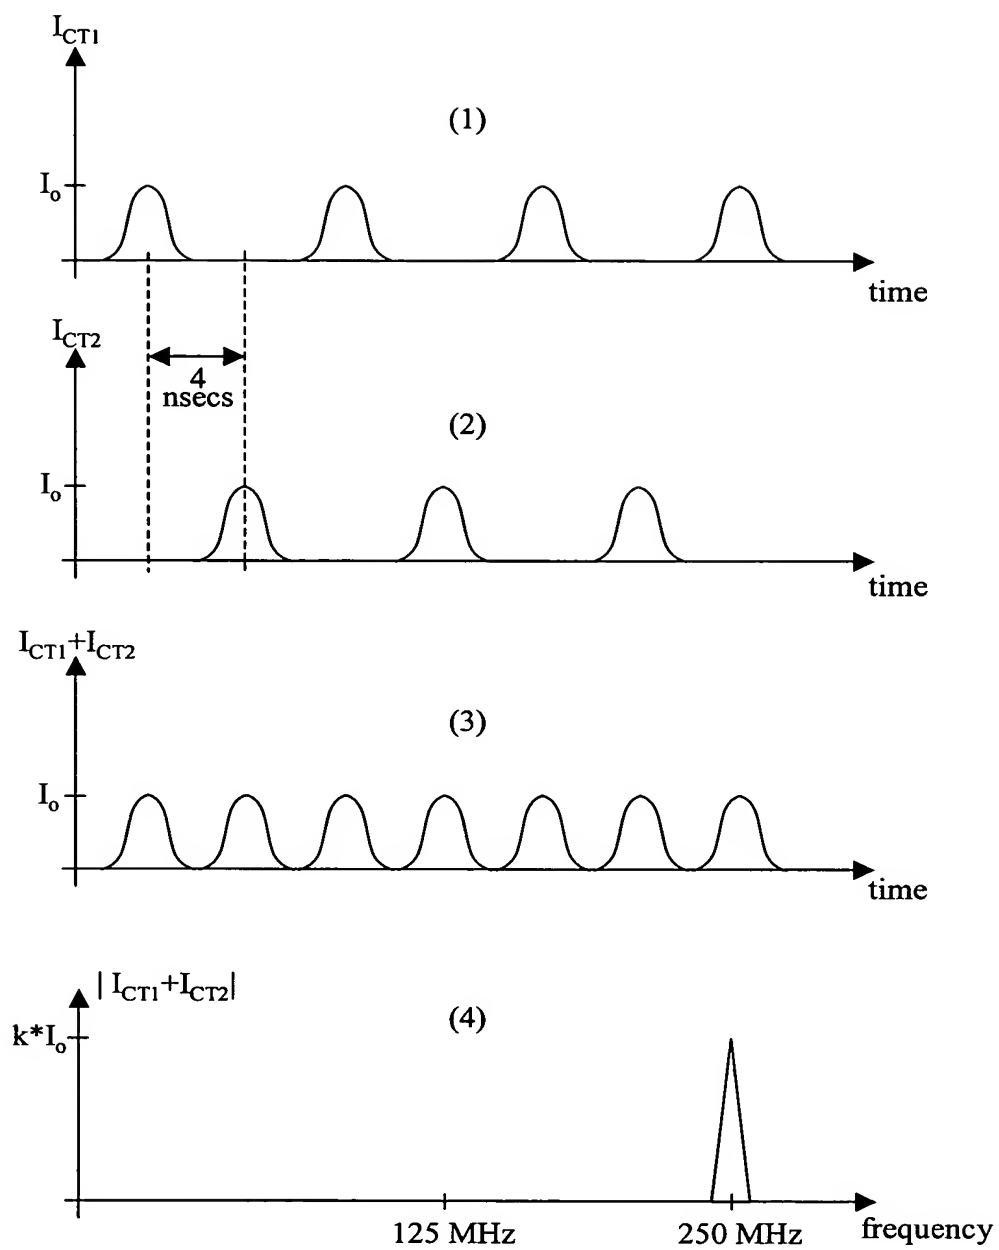 I_CT1
(1)
I_o
time
I_CT2
4
nsecs
(2)
I_o
time
I_CT1+I_CT2
(3)
I_o
time
| I_CT1+I_CT2|
(4)
k*I_o
125 MHz 250 MHz frequency